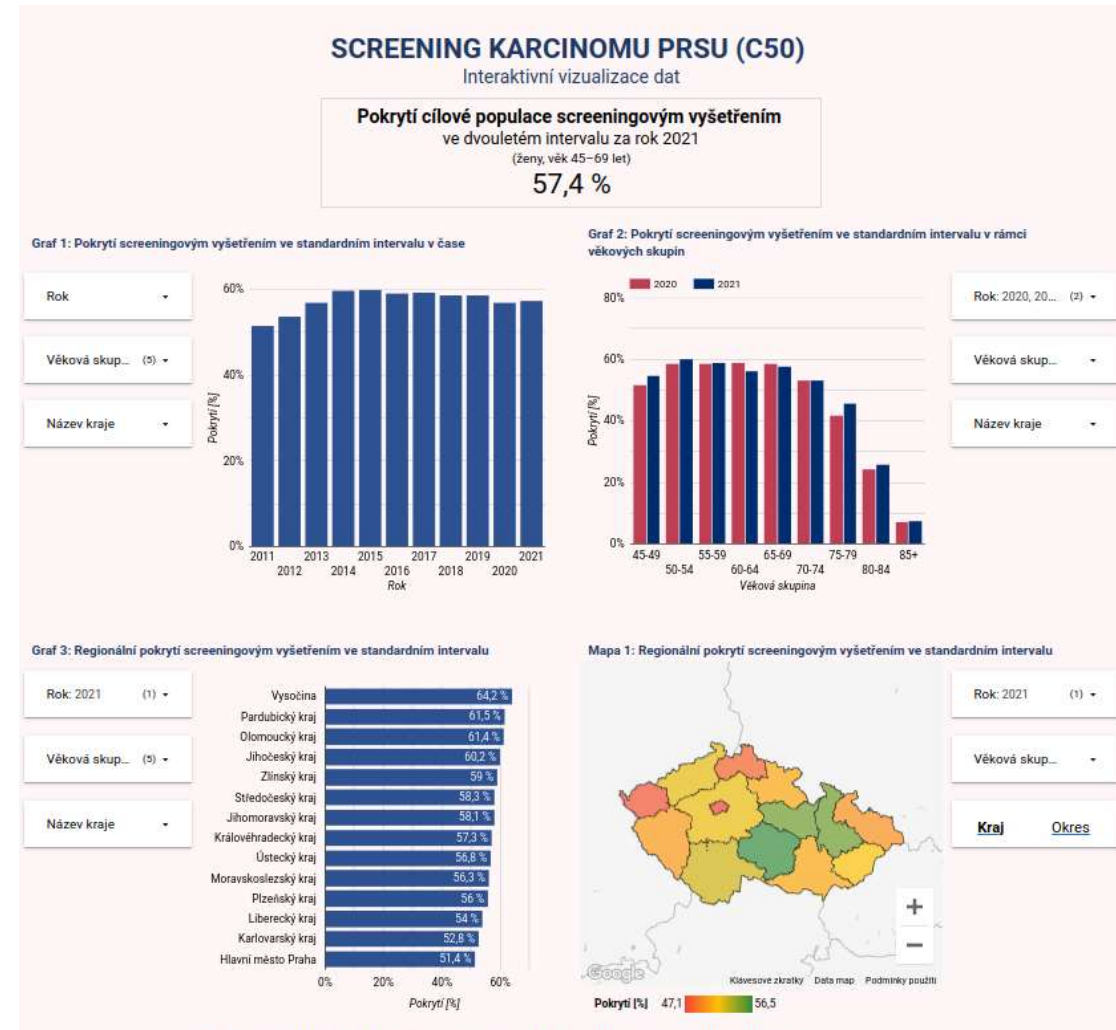 SCREENING KARCINOMU PRSU (C50)
Interaktivní vizualizace dat
Pokrytí cílové populace screeningovým vyšetřením
ve dvouletém intervalu za rok 2021
(ženy, věk 45–69 let)
57,4 %
Graf 1: Pokrytí screeningovým vyšetřením ve standardním intervalu v čase
Rok
Věková skup... (5)
Název kraje
Pokrytí [%]
60%
40%
20%
0%
2011 2013 2015 2017 2019 2021
2012 2014 2016 2018 2020
Rok
Graf 2: Pokrytí screeningovým vyšetřením ve standardním intervalu v rámci
věkových skupin
2020 2021
Pokrytí [%]
80%
60%
40%
20%
0%
45-49 55-59 65-69 75-79 85+
50-54 60-64 70-74 80-84
Věková skupina
Rok: 2020, 20... (2)
Věková skup...
Název kraje
Graf 3: Regionální pokrytí screeningovým vyšetřením ve standardním intervalu
Rok: 2021 (1)
Věková skup... (5)
Název kraje
Vysočina 64,2 %
Pardubický kraj 61,5 %
Olomoucký kraj 61,4 %
Jihočeský kraj 60,2 %
Zlínský kraj 59 %
Středočeský kraj 58,3 %
Jihomoravský kraj 58,1 %
Královéhradecký kraj 57,3 %
Ústecký kraj 56,8 %
Moravskoslezský kraj 56,3 %
Plzeňský kraj 56 %
Liberecký kraj 54 %
Karlovarský kraj 52,8 %
Hlavní město Praha 51,4 %
0% 20% 40% 60%
Pokrytí [%]
Mapa 1: Regionální pokrytí screeningovým vyšetřením ve standardním intervalu
Rok: 2021 (1)
Věková skup...
Kraj Okres
+
−
Google
Klávesové zkratky Data map Podmínky použití
Pokrytí [%] 47,1 56,5